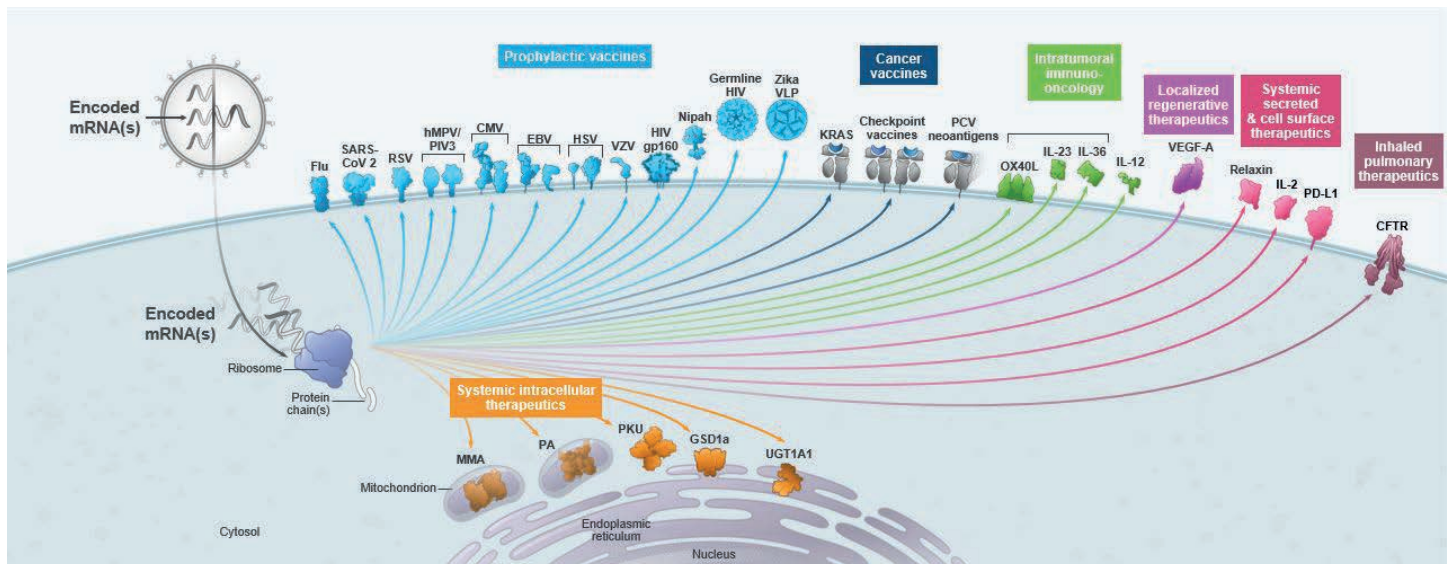 Prophylactic vaccines
Cancer
vaccines
Intratumoral
immuno-
oncology
Localized
regenerative
therapeutics
Systemic
secreted
& cell surface
therapeutics
Inhaled
pulmonary
therapeutics
Encoded
mRNA(s)
Flu
SARS-
CoV 2
RSV
hMPV/
PIV3
CMV
EBV
HSV
VZV
HIV
gp160
Nipah
Germline
HIV
Zika
VLP
KRAS
Checkpoint
vaccines
PCV
neoantigens
OX40L
IL-23
IL-36
IL-12
VEGF-A
Relaxin
IL-2
PD-L1
CFTR
Encoded
mRNA(s)
Ribosome
Protein
chain(s)
Systemic intracellular
therapeutics
MMA
PA
PKU
GSD1a
UGT1A1
Mitochondrion
Cytosol
Endoplasmic
reticulum
Nucleus